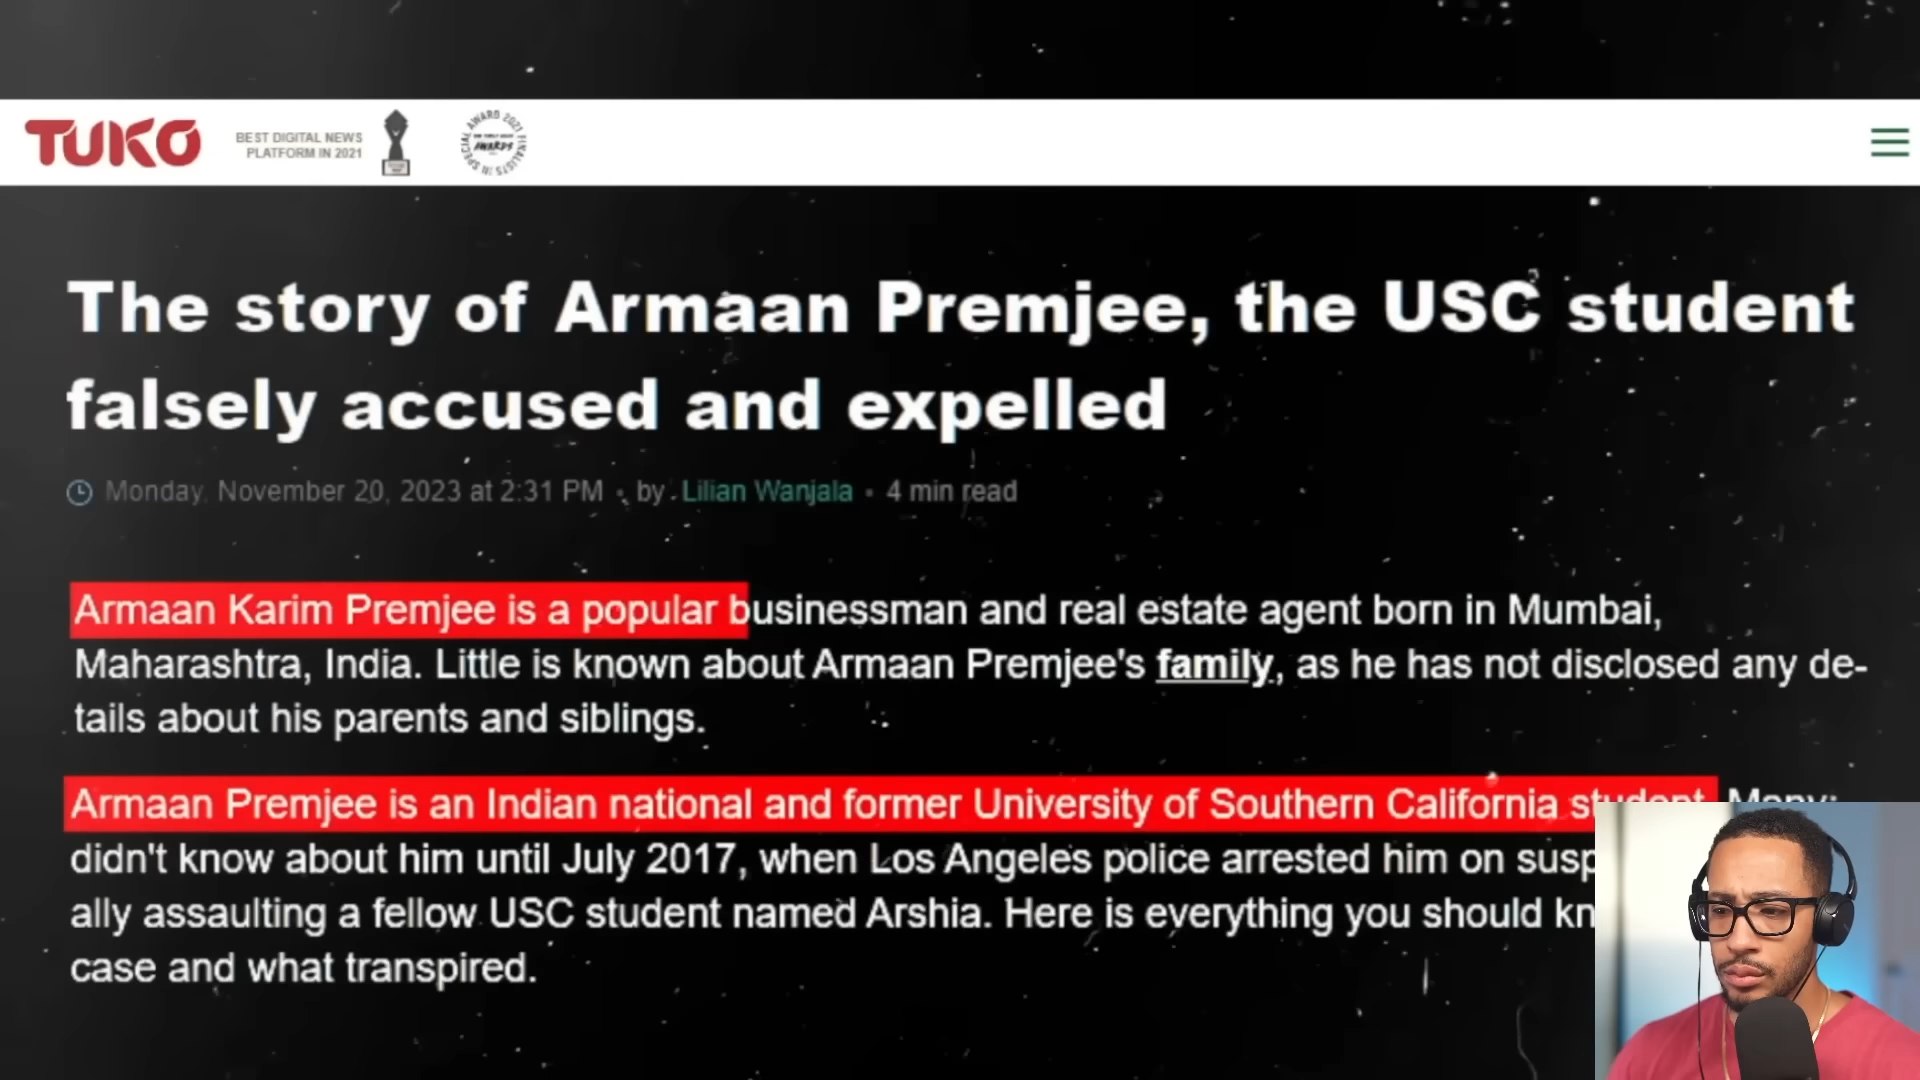 TUKO
BEST DIGITAL NEWS
PLATFORM IN 2021
AWARDS
The story of Armaan Premjee, the USC student
falsely accused and expelled
Monday, November 20, 2023 at 2:31 PM • by Lilian Wanjala • 4 min read
Armaan Karim Premjee is a popular businessman and real estate agent born in Mumbai,
Maharashtra, India. Little is known about Armaan Premjee's family, as he has not disclosed any de-
tails about his parents and siblings.
Armaan Premjee is an Indian national and former University of Southern California student. Many
didn't know about him until July 2017, when Los Angeles police arrested him on susp
ally assaulting a fellow USC student named Arshia. Here is everything you should kn
case and what transpired.